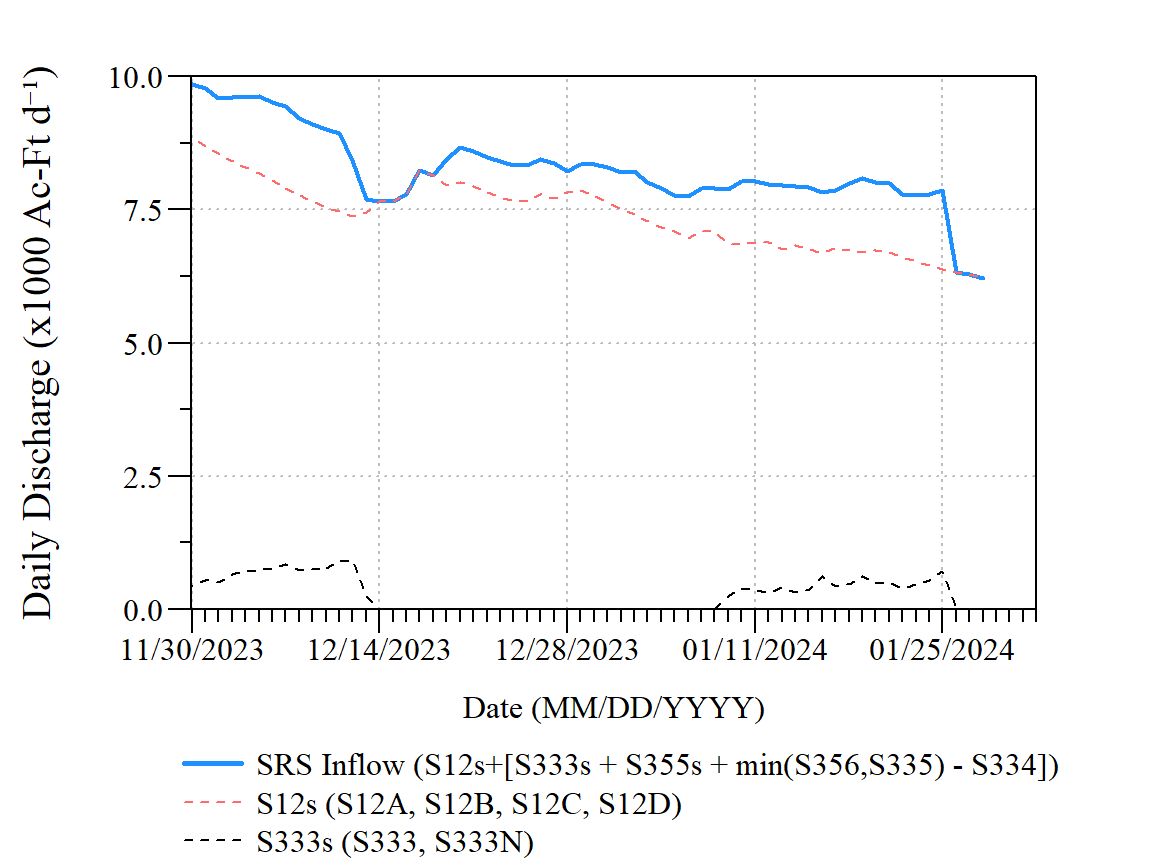 Daily Discharge (x1000 Ac-Ft d⁻¹)
10.0
7.5
5.0
2.5
0.0
11/30/2023 12/14/2023 12/28/2023 01/11/2024 01/25/2024
Date (MM/DD/YYYY)
SRS Inflow (S12s+[S333s + S355s + min(S356,S335) - S334])
S12s (S12A, S12B, S12C, S12D)
S333s (S333, S333N)